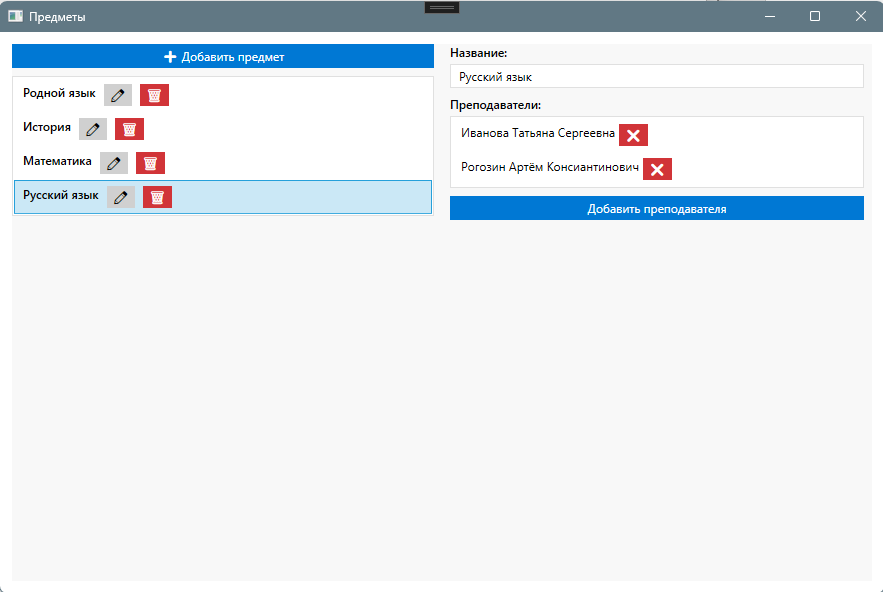 Предметы
Добавить предмет
Родной язык
История
Математика
Русский язык
Название:
Русский язык
Преподаватели:
Иванова Татьяна Сергеевна
Рогозин Артём Консиантинович
Добавить преподавателя